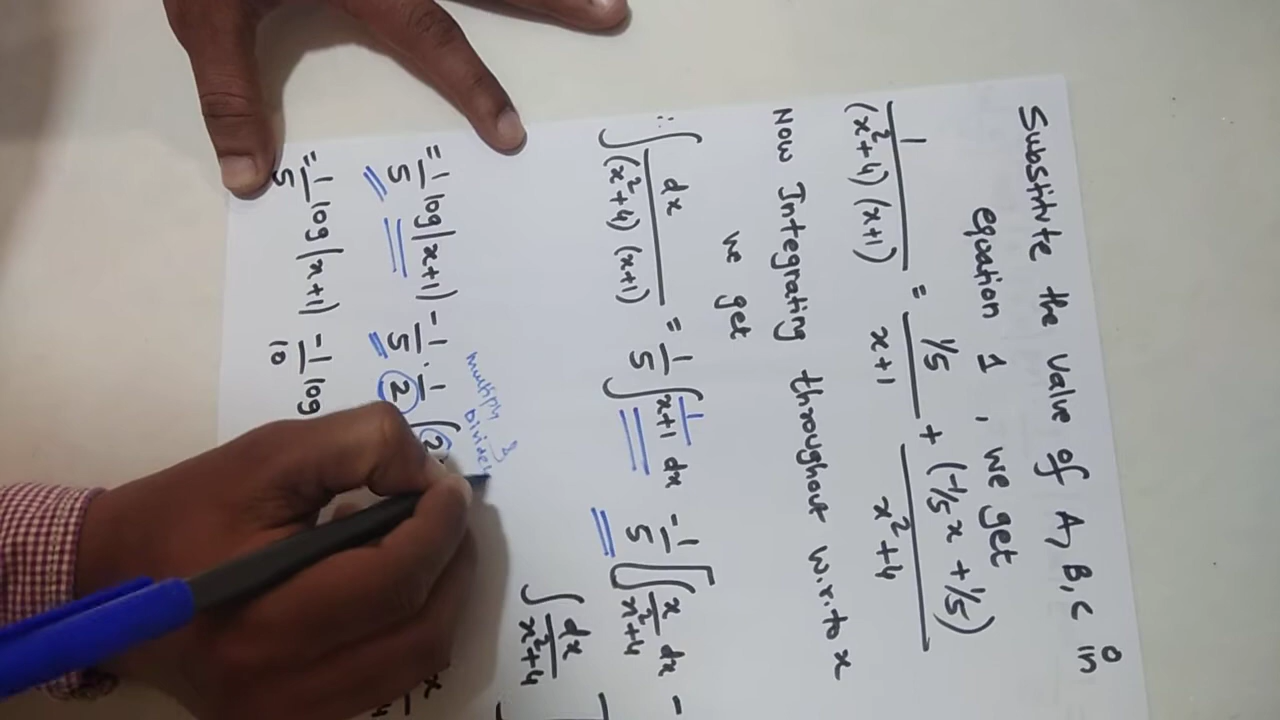 Substitute the value of A, B, C in
equation 1 , we get
1/((x²+4)(x+1)) = (1/5)/(x+1) + (-1/5 x + 1/5)/(x²+4)
Now Integrating throughout w.r.to x
we get
∴ ∫ dx/((x²+4)(x+1)) = 1/5 ∫ 1/(x+1) dx - 1/5 [∫ x/(x²+4) dx -
∫ dx/(x²+4) ]
multiply &
Divide
= 1/5 log|x+1| - 1/5 · 1/2 (2
= 1/5 log|x+1| - 1/10 log